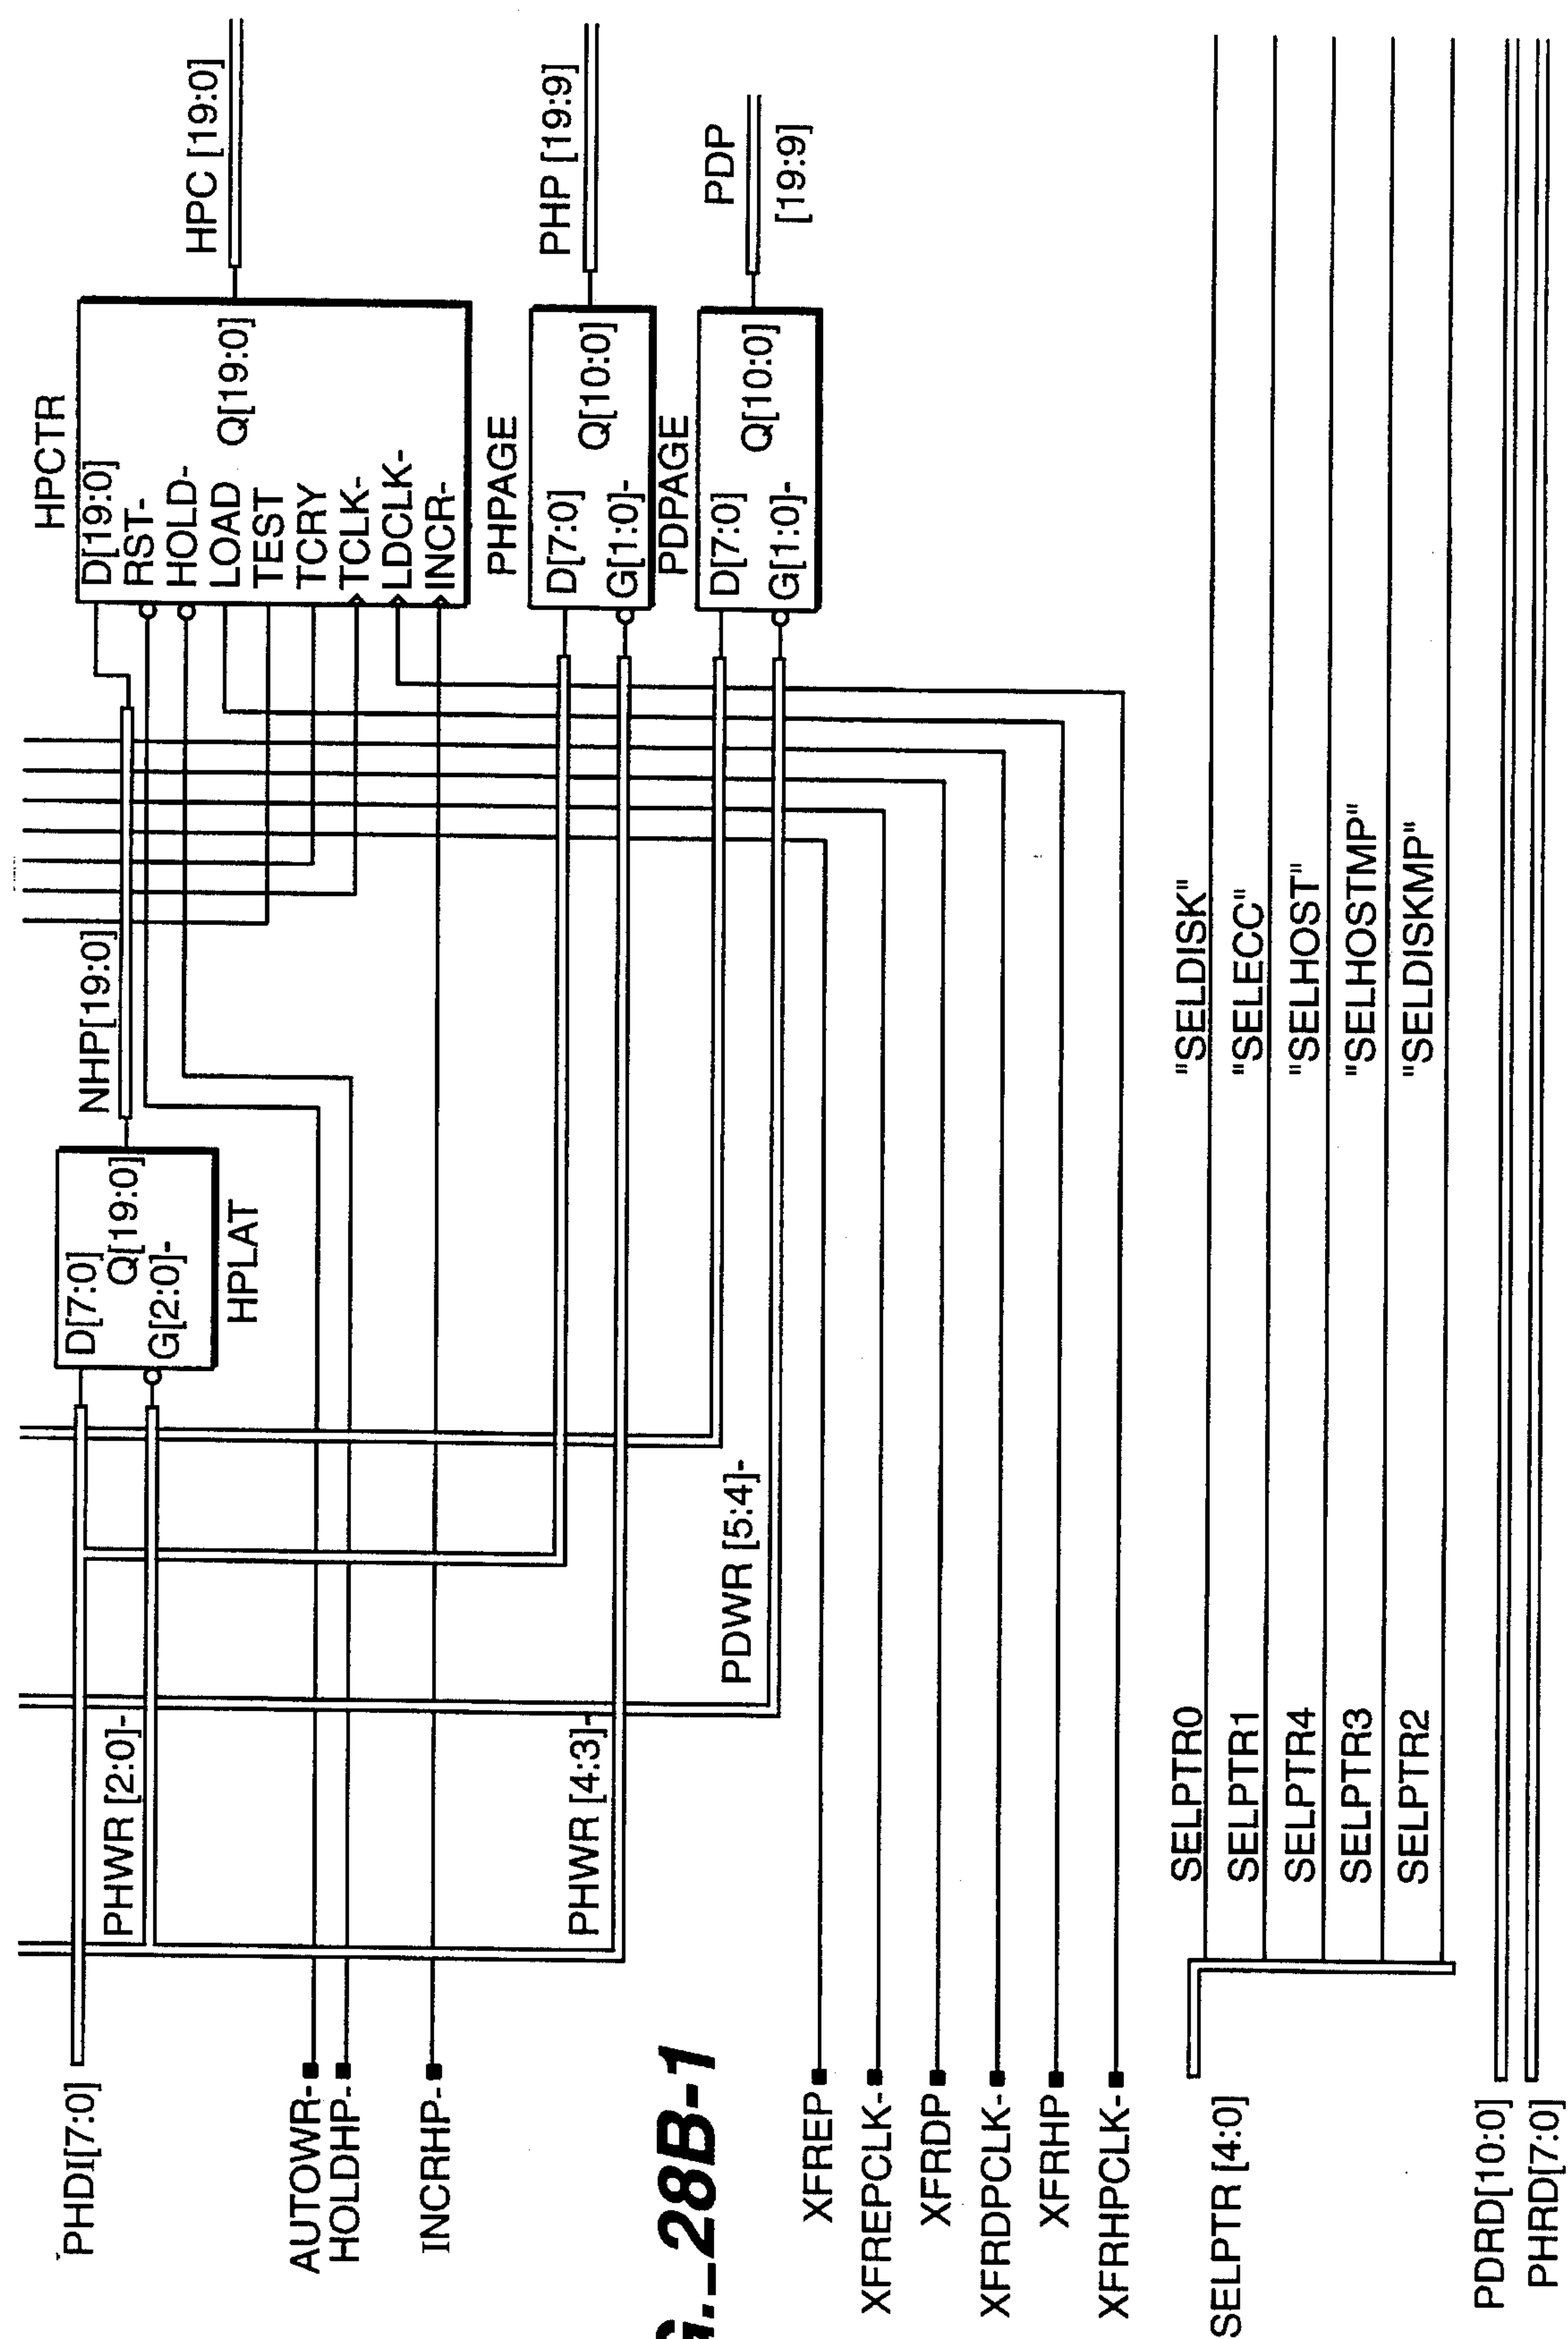 PHDI[7:0]
PHWR [2:0]-
D[7:0]
Q[19:0]
G[2:0]-
HPLAT
NHP[19:0]
HPCTR
D[19:0]
RST-
HOLD-
LOAD
TEST
TCRY
TCLK-
LDCLK-
INCR-
Q[19:0]
HPC [19:0]
AUTOWR-
HOLDHP-
INCRHP-
PHWR [4:3]-
PHPAGE
D[7:0]
G[1:0]-
Q[10:0]
PHP [19:9]
PDWR [5:4]-
PDPAGE
D[7:0]
G[1:0]-
Q[10:0]
PDP
[19:9]
G._28B-1
XFREP
XFREPCLK-
XFRDP
XFRDPCLK-
XFRHP
XFRHPCLK-
SELPTR [4:0]
SELPTR0 "SELDISK"
SELPTR1 "SELECC"
SELPTR4 "SELHOST"
SELPTR3 "SELHOSTMP"
SELPTR2 "SELDISKMP"
PDRD[10:0]
PHRD[7:0]